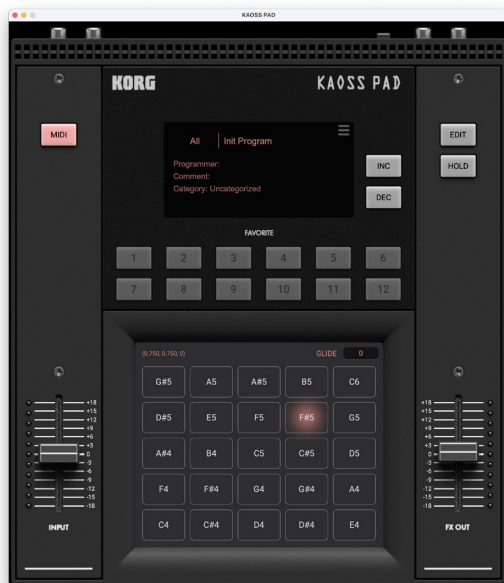 KAOSS PAD
KORG
KAOSS PAD
MIDI
EDIT
All
Init Program
Programmer:
Comment:
Category: Uncategorized
INC
HOLD
DEC
FAVORITE
1 2 3 4 5 6
7 8 9 10 11 12
(0.750, 0.750, 0)
GLIDE 0
G#5 A5 A#5 B5 C6
D#5 E5 F5 F#5 G5
A#4 B4 C5 C#5 D5
F4 F#4 G4 G#4 A4
C4 C#4 D4 D#4 E4
+18
+15
+12
+9
+6
+3
0
-3
-6
-9
-12
-15
-18
INPUT
+18
+15
+12
+9
+6
+3
0
-3
-6
-9
-12
-15
-18
FX OUT